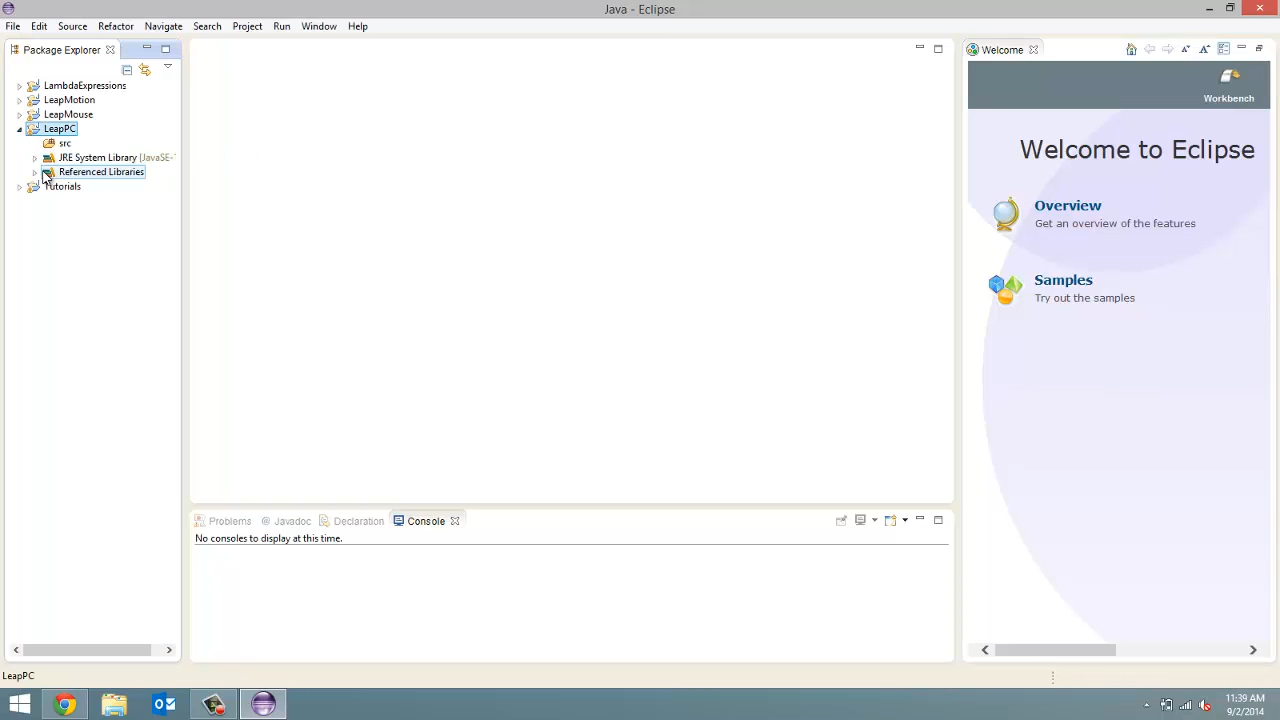 Java - Eclipse
File Edit Source Refactor Navigate Search Project Run Window Help
Package Explorer
LambdaExpressions
LeapMotion
LeapMouse
LeapPC
src
JRE System Library [JavaSE-
Referenced Libraries
Tutorials
Welcome
Workbench
Welcome to Eclipse
Overview
Get an overview of the features
Samples
Try out the samples
Problems @ Javadoc Declaration Console
No consoles to display at this time.
LeapPC
11:39 AM
9/2/2014